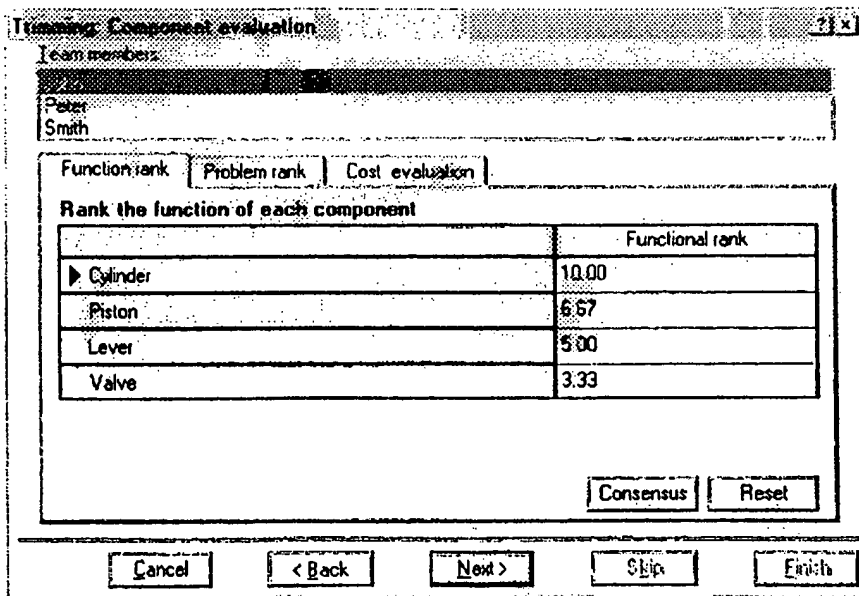 Trimming: Component evaluation ? x
Team members
Peter
Smith
Function rank Problem rank Cost evaluation
Rank the function of each component
Functional rank
Cylinder 10.00
Piston 6.67
Lever 5.00
Valve 3.33
Consensus Reset
Cancel < Back Next > Skip Finish